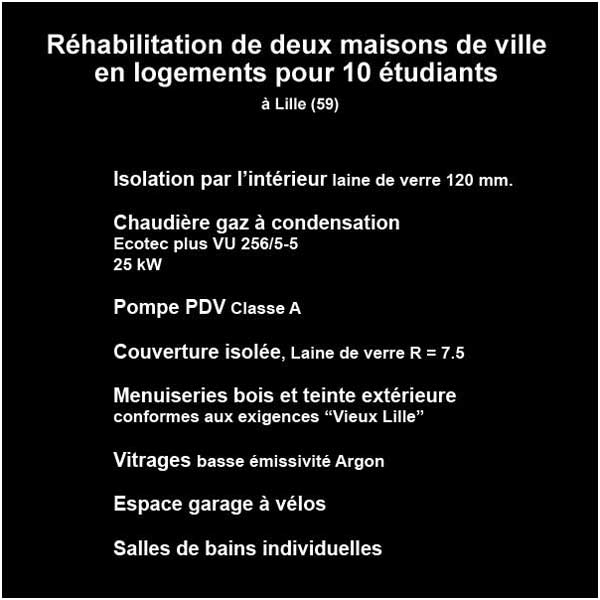 Réhabilitation de deux maisons de ville
en logements pour 10 étudiants
à Lille (59)
Isolation par l’intérieur laine de verre 120 mm.
Chaudière gaz à condensation
Ecotec plus VU 256/5-5
25 kW
Pompe PDV Classe A
Couverture isolée, Laine de verre R = 7.5
Menuiseries bois et teinte extérieure
conformes aux exigences “Vieux Lille”
Vitrages basse émissivité Argon
Espace garage à vélos
Salles de bains individuelles